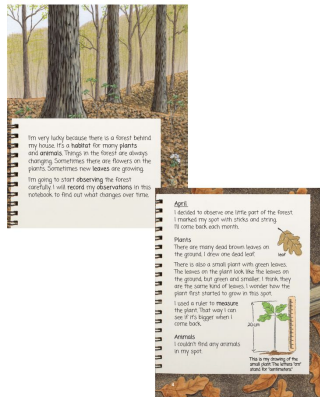 I'm very lucky because there is a forest behind
my house. It's a habitat for many plants
and animals. Things in the forest are always
changing. Sometimes there are flowers on the
plants. Sometimes new leaves are growing.
I'm going to start observing the forest
carefully. I will record my observations in this
notebook to find out what changes over time.
April
I decided to observe one little part of the forest.
I marked my spot with sticks and string.
I'll come back each month.
Plants
There are many dead brown leaves on
the ground. I drew one dead leaf.
leaf
There is also a small plant with green leaves.
The leaves on the plant look like the leaves on
the ground, but green and smaller. I think they
are the same kind of leaves. I wonder how the
plant first started to grow in this spot.
I used a ruler to measure
the plant. That way I can
see if it's bigger when I
come back.
20 cm
Animals
I couldn't find any animals
in my spot.
This is my drawing of the
small plant. The letters "cm"
stand for "centimeters."